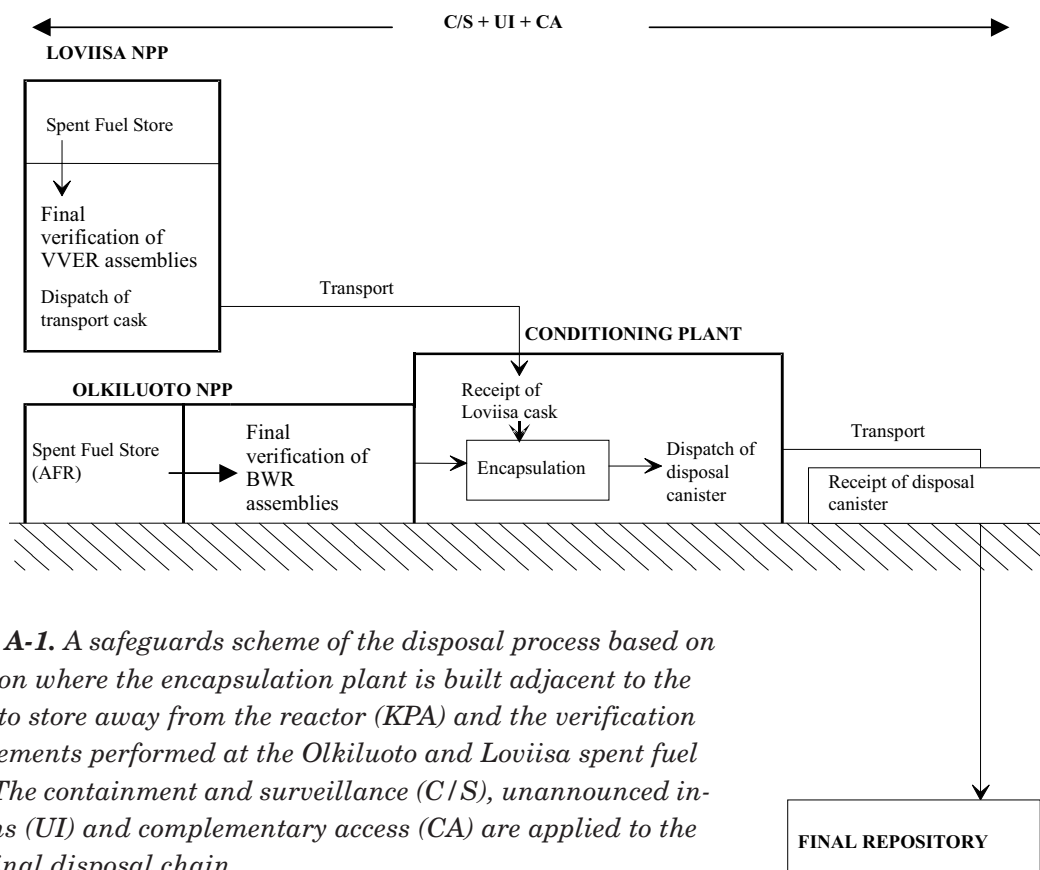 C/S + UI + CA
LOVIISA NPP
Spent Fuel Store
Final
verification of
VVER assemblies
Dispatch of
transport cask
Transport
CONDITIONING PLANT
OLKILUOTO NPP
Spent Fuel Store
(AFR)
Final
verification of
BWR
assemblies
Receipt of
Loviisa cask
Encapsulation
Dispatch of
disposal
canister
Transport
Receipt of disposal
canister
A-1. A safeguards scheme of the disposal process based on
on where the encapsulation plant is built adjacent to the
to store away from the reactor (KPA) and the verification
ements performed at the Olkiluoto and Loviisa spent fuel
The containment and surveillance (C/S), unannounced in-
s (UI) and complementary access (CA) are applied to the
inal disposal chain
FINAL REPOSITORY